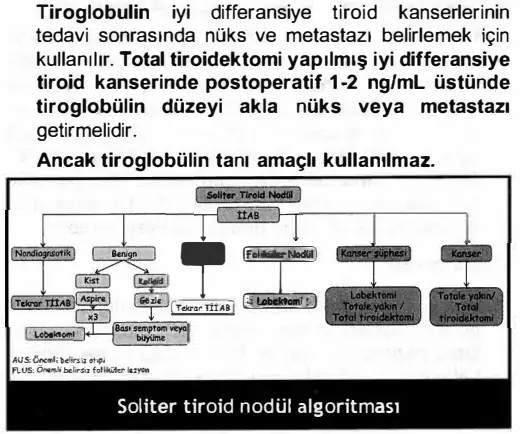 Tiroglobulin iyi differansiye tiroid kanserlerinin
tedavi sonrasında nüks ve metastazı belirlemek için
kullanılır. Total tiroidektomi yapılmış iyi differansiye
tiroid kanserinde postoperatif 1-2 ng/mL üstünde
tiroglobülin düzeyi akla nüks veya metastazı
getirmelidir.
Ancak tiroglobülin tanı amaçlı kullanılmaz.
Soliter Tiroid Nodül
İİAB
Nondiagnostik
Benign
Foliküler Nodül
Kanser şüphesi
Kanser
Kist
Kolloid
Tekrar TİİAB
Aspire
x3
Gözle
Tekrar TİİAB
Lobektomi
Lobektomi
Totale yakın /
Total tiroidektomi
Totale yakın/
Total
tiroidektomi
Lobektomi
Bası semptom veya
büyüme
AUS: Önemli belirsiz atipi
FLUS: Önemli belirsiz foliküler lezyon
Soliter tiroid nodül algoritması